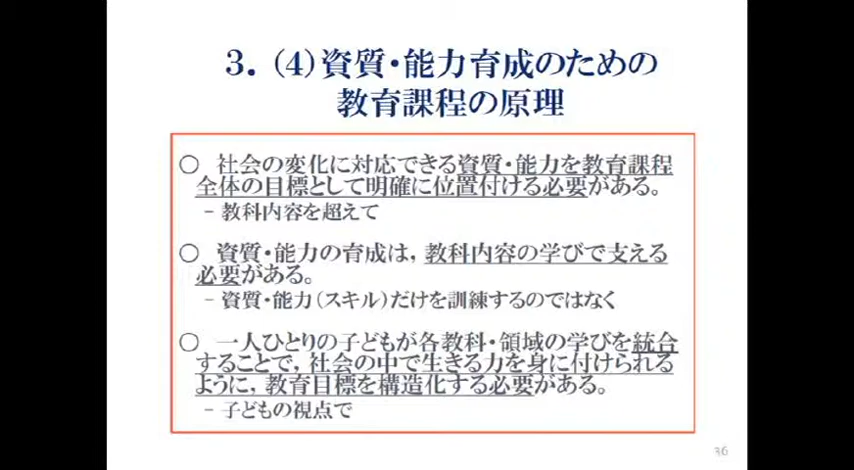 3. (4)資質・能力育成のための
教育課程の原理
○ 社会の変化に対応できる資質・能力を教育課程
全体の目標として明確に位置付ける必要がある。
－教科内容を超えて
○ 資質・能力の育成は，教科内容の学びで支える
必要がある。
－資質・能力(スキル)だけを訓練するのではなく
○ 一人ひとりの子どもが各教科・領域の学びを統合
することで，社会の中で生きる力を身に付けられる
ように，教育目標を構造化する必要がある。
－子どもの視点で
36